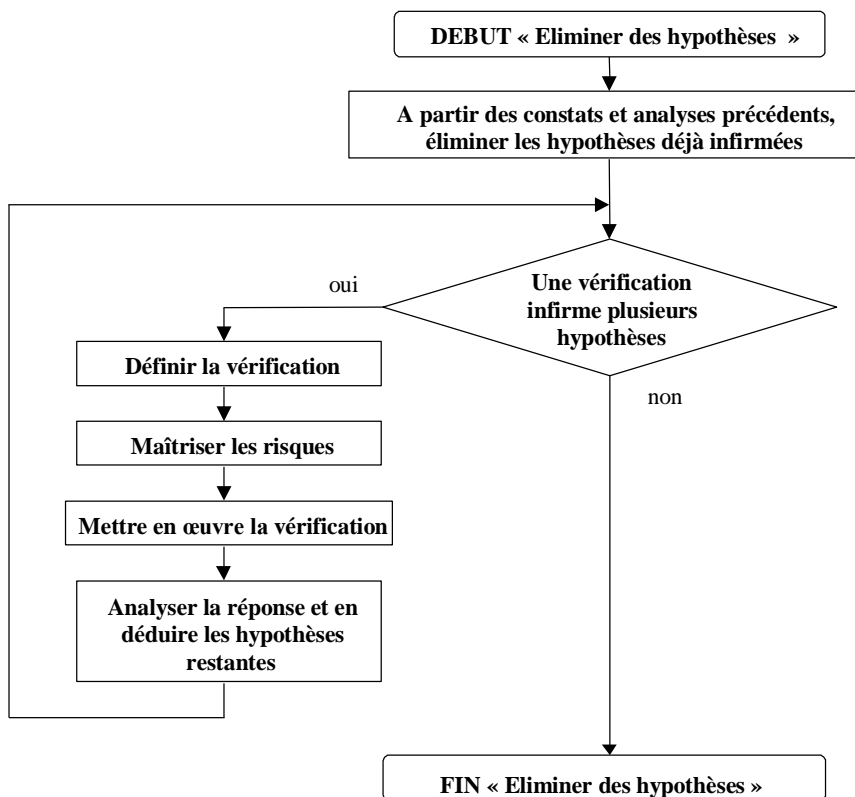 DEBUT « Eliminer des hypothèses »
A partir des constats et analyses précédents,
éliminer les hypothèses déjà infirmées
Une vérification
infirme plusieurs
hypothèses
oui
Définir la vérification
non
Maîtriser les risques
Mettre en œuvre la vérification
Analyser la réponse et en
déduire les hypothèses
restantes
FIN « Eliminer des hypothèses »